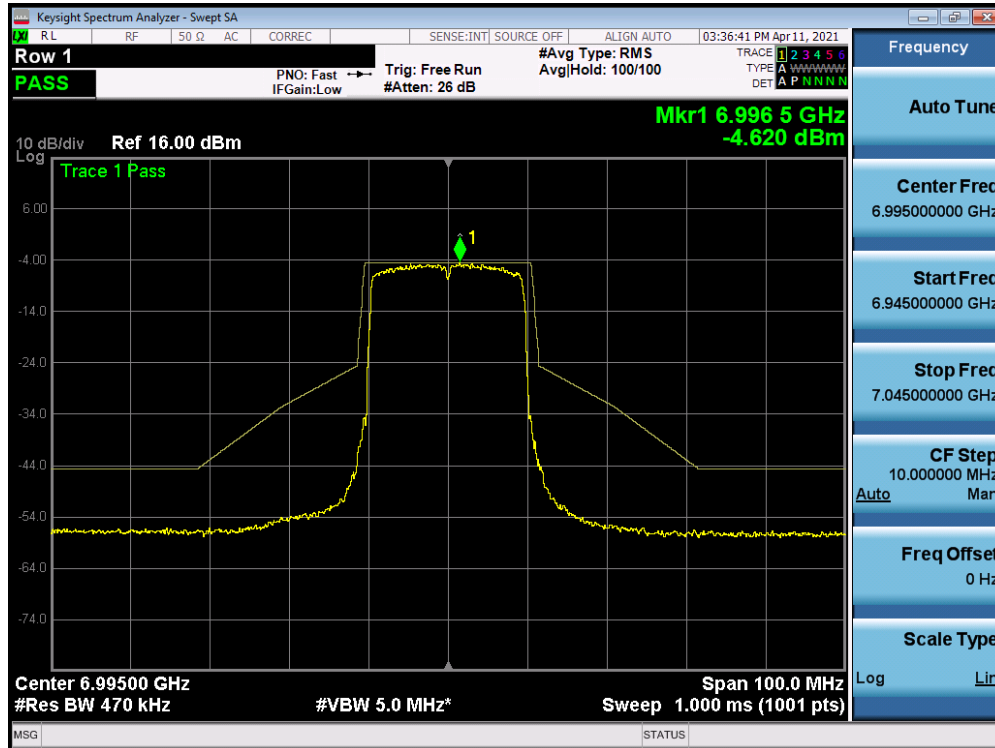 Keysight Spectrum Analyzer - Swept SA
LXI RL RF 50 Ω AC CORREC SENSE:INT SOURCE OFF ALIGN AUTO 03:36:41 PM Apr 11, 2021
Row 1
PASS
PNO: Fast
IFGain:Low
Trig: Free Run
#Atten: 26 dB
#Avg Type: RMS
Avg|Hold: 100/100
TRACE 1 2 3 4 5 6
TYPE A WWWWW
DET A P N N N N
Mkr1 6.996 5 GHz
-4.620 dBm
10 dB/div Ref 16.00 dBm
Log
Trace 1 Pass
1
6.00
-4.00
-14.0
-24.0
-34.0
-44.0
-54.0
-64.0
-74.0
Center 6.99500 GHz Span 100.0 MHz
#Res BW 470 kHz #VBW 5.0 MHz* Sweep 1.000 ms (1001 pts)
MSG STATUS
Frequency
Auto Tune
Center Freq
6.995000000 GHz
Start Freq
6.945000000 GHz
Stop Freq
7.045000000 GHz
CF Step
10.000000 MHz
Auto Man
Freq Offset
0 Hz
Scale Type
Log Lin